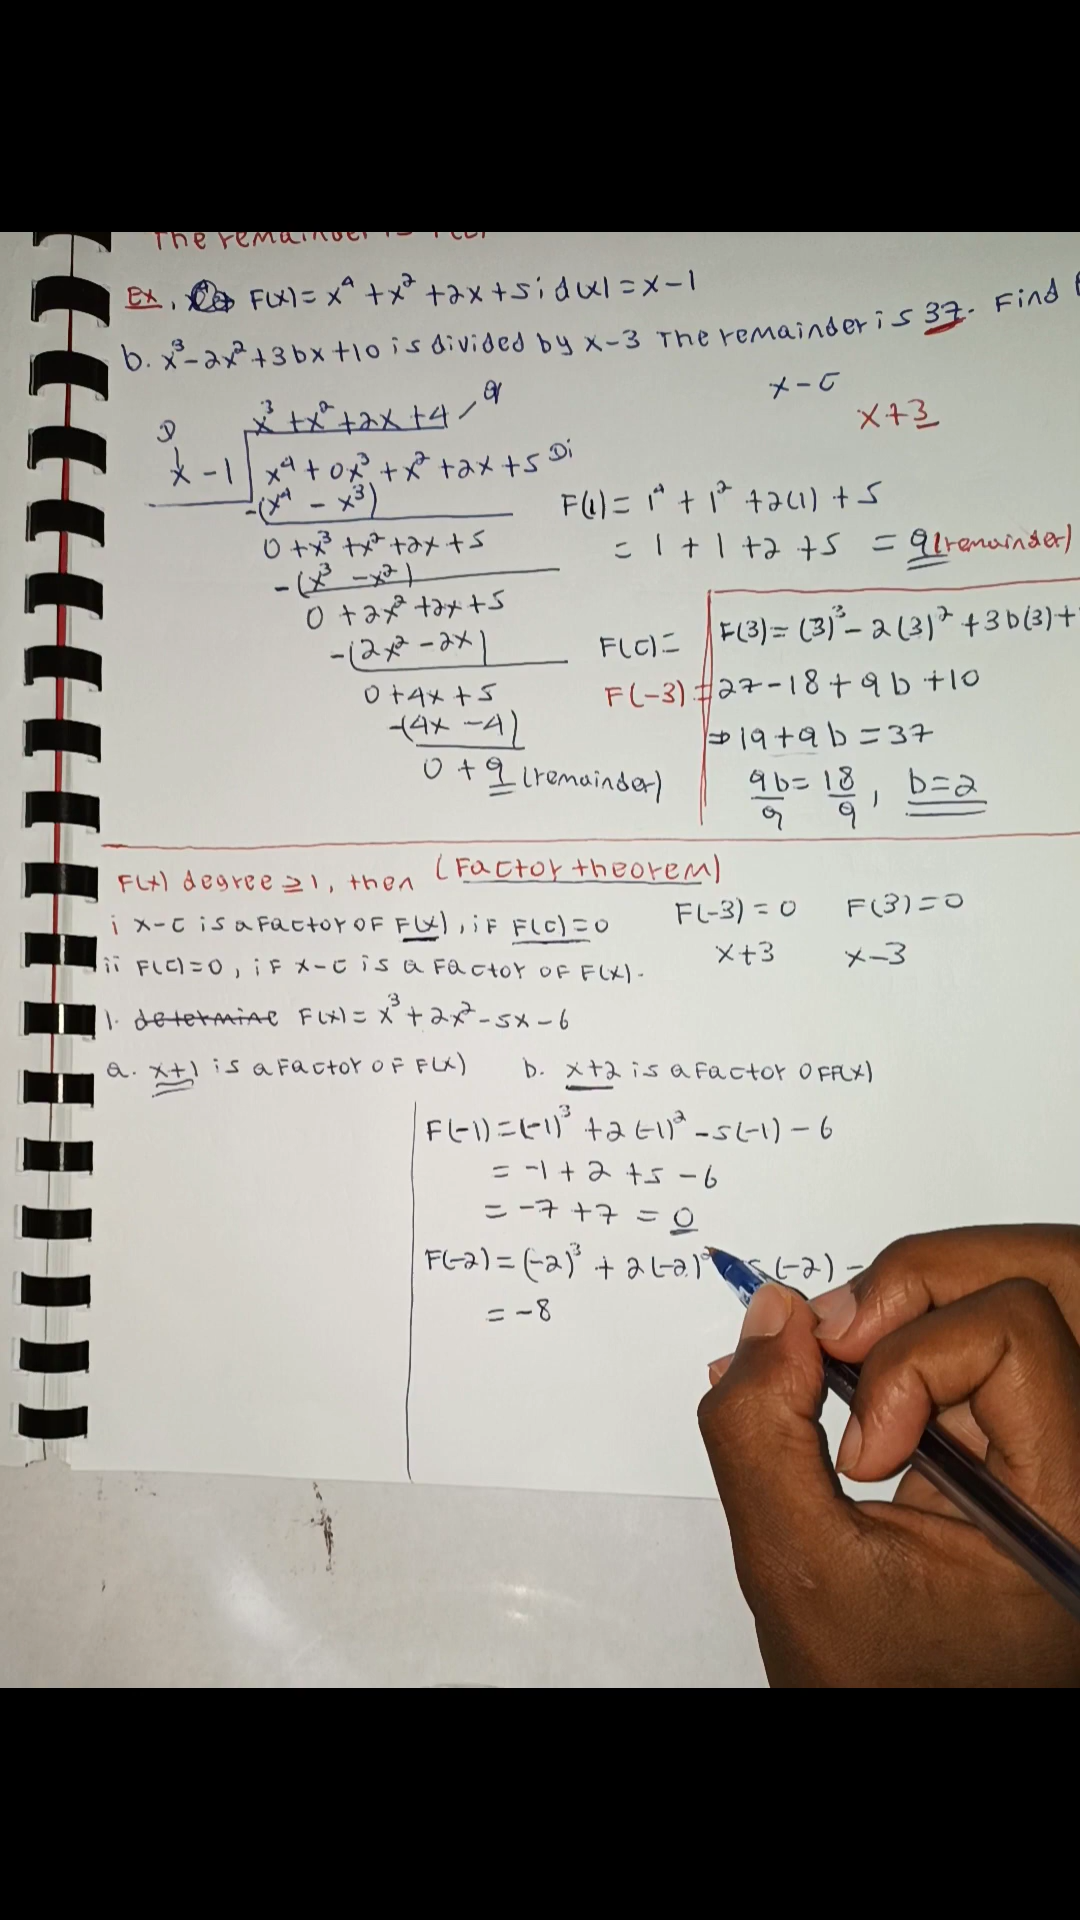 The remainder is F(c)
Ex, F(x) = x⁴ + x² + 2x + 5 ; d(x) = x - 1
b. x³ - 2x² + 3bx + 10 is divided by x - 3 The remainder is 37. Find
x - c
x + 3
x³ + x² + 2x + 4 / q
D
x - 1 | x⁴ + 0x³ + x² + 2x + 5 Di
-(x⁴ - x³)
0 + x³ + x² + 2x + 5
-(x³ - x²)
0 + 2x² + 2x + 5
-(2x² - 2x)
0 + 4x + 5
-(4x - 4)
0 + 9 (remainder)
F(1) = 1⁴ + 1² + 2(1) + 5
= 1 + 1 + 2 + 5 = 9 (remainder)
F(c) =
F(-3) =
F(3) = (3)³ - 2(3)² + 3b(3) +
27 - 18 + 9b + 10
⇒ 19 + 9b = 37
9b/9 = 18/9, b = 2
F(x) degree ≥ 1, then (Factor theorem)
i x - c is a Factor OF F(x), iF F(c) = 0
ii F(c) = 0, iF x - c is a Factor OF F(x).
F(-3) = 0 F(3) = 0
x + 3 x - 3
1. determine F(x) = x³ + 2x² - 5x - 6
a. x + 1 is a Factor OF F(x) b. x + 2 is a Factor OF F(x)
F(-1) = (-1)³ + 2(-1)² - 5(-1) - 6
= -1 + 2 + 5 - 6
= -7 + 7 = 0
F(-2) = (-2)³ + 2(-2)² (-2) -
= -8